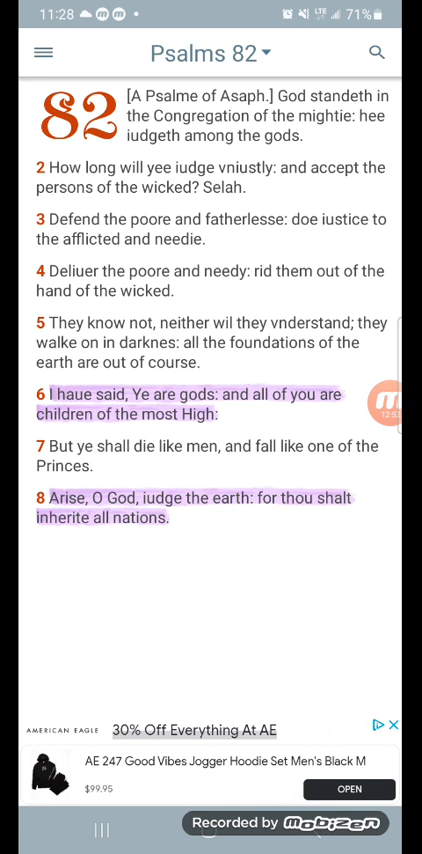 11:28
LTE 71%
Psalms 82
82 [A Psalme of Asaph.] God standeth in
the Congregation of the mightie: hee
iudgeth among the gods.
2 How long will yee iudge vniustly: and accept the
persons of the wicked? Selah.
3 Defend the poore and fatherlesse: doe iustice to
the afflicted and needie.
4 Deliuer the poore and needy: rid them out of the
hand of the wicked.
5 They know not, neither wil they vnderstand; they
walke on in darknes: all the foundations of the
earth are out of course.
6 I haue said, Ye are gods: and all of you are
children of the most High:
7 But ye shall die like men, and fall like one of the
Princes.
8 Arise, O God, iudge the earth: for thou shalt
inherite all nations.
AMERICAN EAGLE 30% Off Everything At AE
AE 247 Good Vibes Jogger Hoodie Set Men's Black M
$99.95
OPEN
Recorded by mobizen